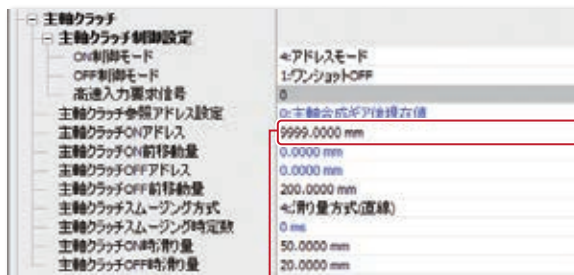 主軸クラッチ
主軸クラッチ制御設定
ON制御モード 4:アドレスモード
OFF制御モード 1:ワンショットOFF
高速入力要求信号 0
主軸クラッチ参照アドレス設定 0:主軸合成ギア後現在値
主軸クラッチONアドレス 9999.0000 mm
主軸クラッチON前移動量 0.0000 mm
主軸クラッチOFFアドレス 0.0000 mm
主軸クラッチOFF前移動量 200.0000 mm
主軸クラッチスムージング方式 4:滑り量方式(直線)
主軸クラッチスムージング時定数 0 ms
主軸クラッチON時滑り量 50.0000 mm
主軸クラッチOFF時滑り量 20.0000 mm